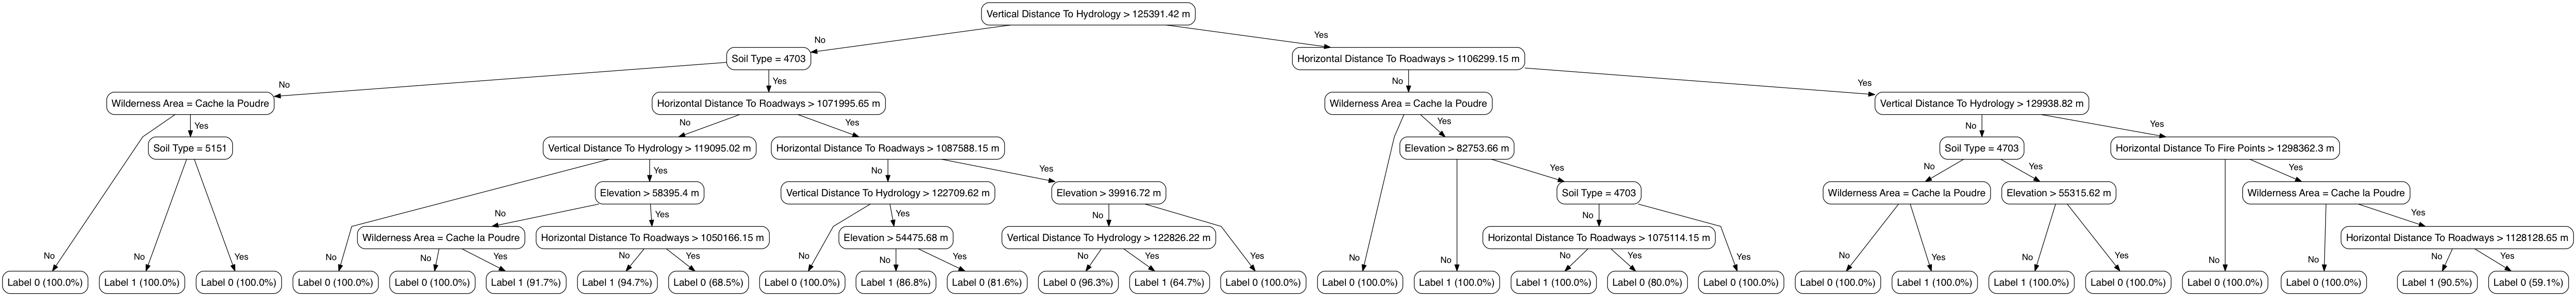 Vertical Distance To Hydrology > 125391.42 m
No
Yes
Soil Type = 4703
Horizontal Distance To Roadways > 1106299.15 m
No
Yes
No
Yes
Wilderness Area = Cache la Poudre
Horizontal Distance To Roadways > 1071995.65 m
Wilderness Area = Cache la Poudre
Vertical Distance To Hydrology > 129938.82 m
Yes
No
Yes
Yes
No
Yes
Soil Type = 5151
Vertical Distance To Hydrology > 119095.02 m
Horizontal Distance To Roadways > 1087588.15 m
Elevation > 82753.66 m
Soil Type = 4703
Horizontal Distance To Fire Points > 1298362.3 m
Yes
No
Yes
Yes
No
Yes
Yes
Elevation > 58395.4 m
Vertical Distance To Hydrology > 122709.62 m
Elevation > 39916.72 m
Soil Type = 4703
Wilderness Area = Cache la Poudre
Elevation > 55315.62 m
Wilderness Area = Cache la Poudre
No
Yes
Yes
No
No
Yes
Wilderness Area = Cache la Poudre
Horizontal Distance To Roadways > 1050166.15 m
Elevation > 54475.68 m
Vertical Distance To Hydrology > 122826.22 m
Horizontal Distance To Roadways > 1075114.15 m
Horizontal Distance To Roadways > 1128128.65 m
No
No
Yes
No
No
Yes
No
Yes
No
No
Yes
No
Yes
Yes
No
No
No
Yes
Yes
No
Yes
No
Yes
No
No
No
Yes
Label 0 (100.0%)
Label 1 (100.0%)
Label 0 (100.0%)
Label 0 (100.0%)
Label 0 (100.0%)
Label 1 (91.7%)
Label 1 (94.7%)
Label 0 (68.5%)
Label 0 (100.0%)
Label 1 (86.8%)
Label 0 (81.6%)
Label 0 (96.3%)
Label 1 (64.7%)
Label 0 (100.0%)
Label 0 (100.0%)
Label 1 (100.0%)
Label 1 (100.0%)
Label 0 (80.0%)
Label 0 (100.0%)
Label 0 (100.0%)
Label 1 (100.0%)
Label 1 (100.0%)
Label 0 (100.0%)
Label 0 (100.0%)
Label 0 (100.0%)
Label 1 (90.5%)
Label 0 (59.1%)